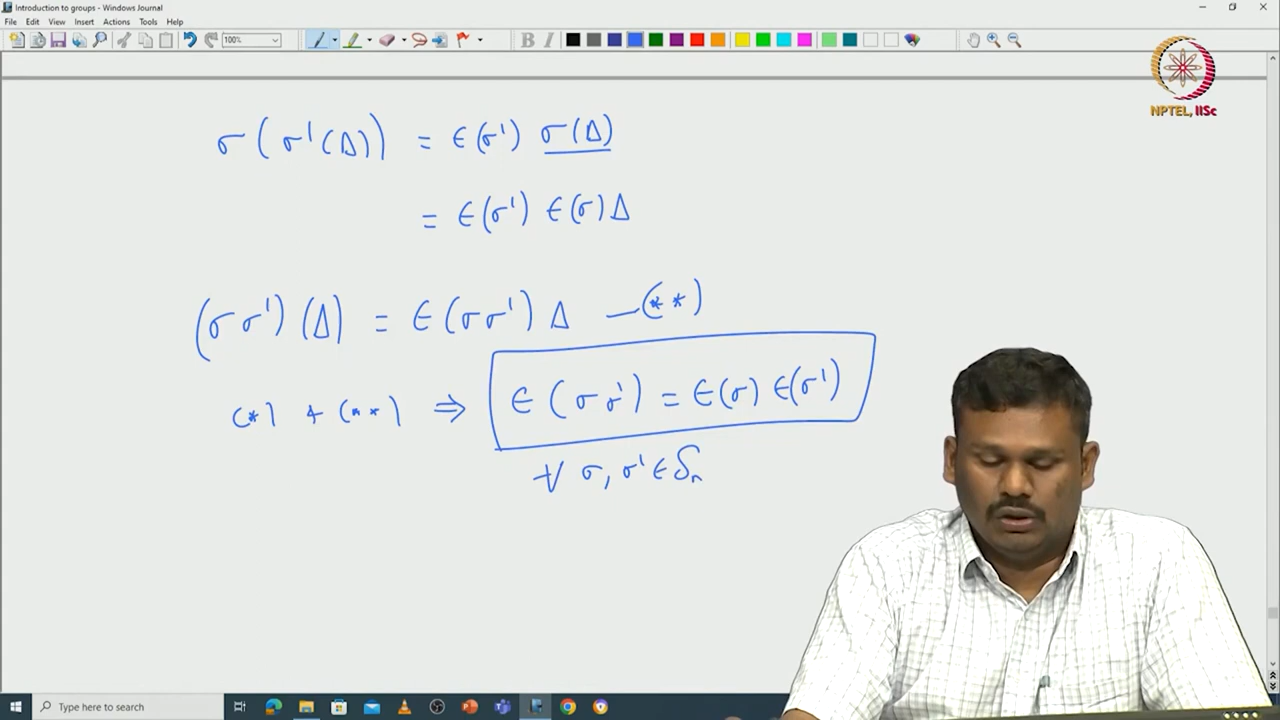 Introduction to groups - Windows Journal
File Edit View Insert Actions Tools Help
100%
NPTEL, IISc
σ(σ'(Δ)) = ϵ(σ') σ(Δ)
= ϵ(σ') ϵ(σ)Δ
(σσ')(Δ) = ϵ(σσ')Δ —(**)
(*) + (**) ⇒ ϵ(σσ') = ϵ(σ) ϵ(σ')
∀ σ, σ' ∈ Sn
Type here to search